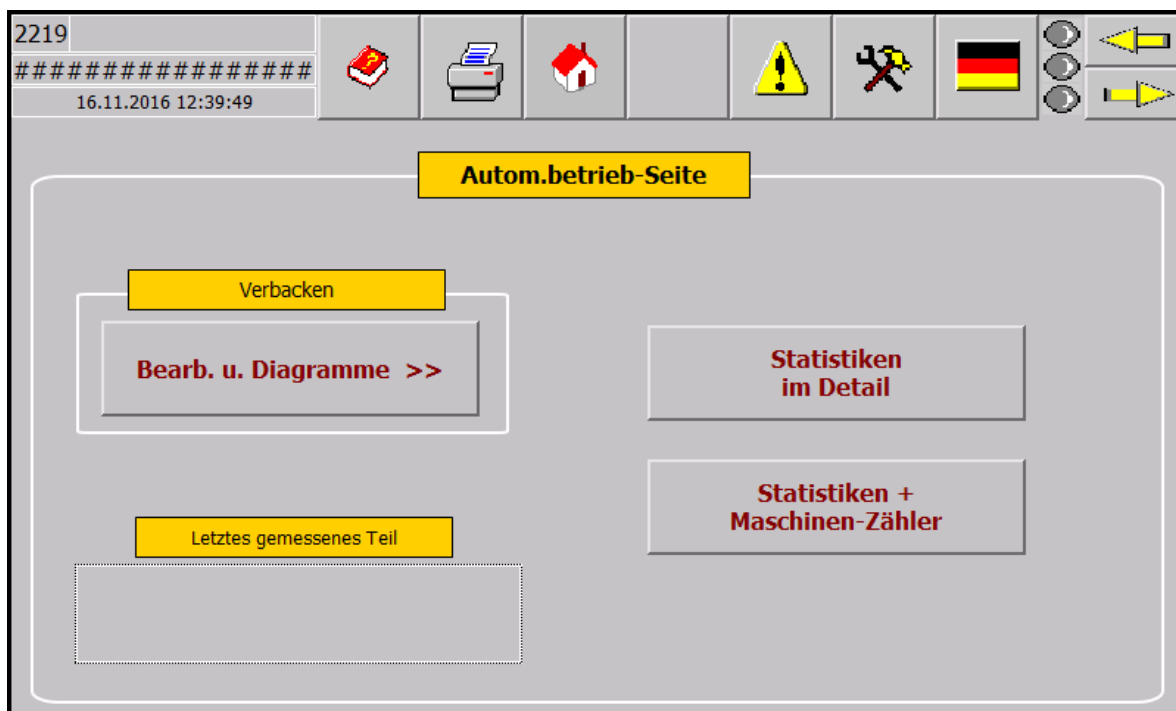 2219
#################
16.11.2016 12:39:49
Autom.betrieb-Seite
Verbacken
Bearb. u. Diagramme >>
Statistiken
im Detail
Statistiken +
Maschinen-Zähler
Letztes gemessenes Teil